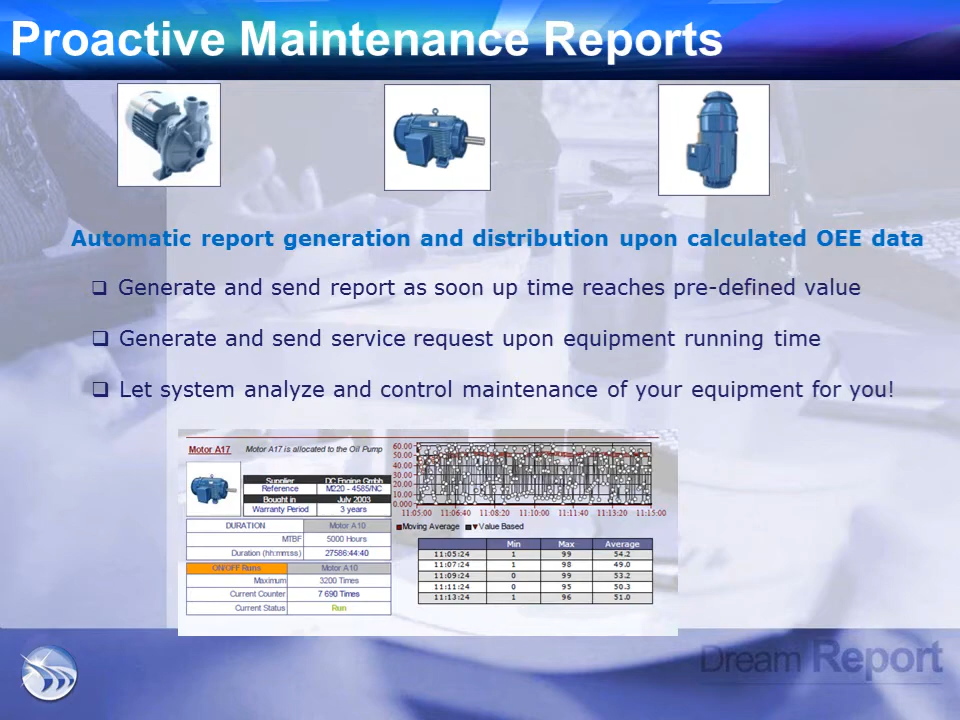 Proactive Maintenance Reports
Automatic report generation and distribution upon calculated OEE data
Generate and send report as soon up time reaches pre-defined value
Generate and send service request upon equipment running time
Let system analyze and control maintenance of your equipment for you!
Motor A17 Motor A17 is allocated to the Oil Pump
Supplier DC Engine Gmbh
Reference M220 - 4585/NC
Bought in July 2003
Warranty Period 3 years
DURATION Motor A10
MTBF 5000 Hours
Duration (hh:mm:ss) 27586:44:40
ON/OFF Runs Motor A10
Maximum 3200 Times
Current Counter 7 690 Times
Current Status Run
60.00
50.00
40.00
30.00
20.00
10.00
0.000
11:05:00 11:06:40 11:08:20 11:10:00 11:11:40 11:13:20 11:15:00
Moving Average Value Based
Min Max Average
11:05:24 1 99 54.2
11:07:24 1 98 49.0
11:09:24 0 99 53.2
11:11:24 0 95 50.3
11:13:24 1 96 51.0
Dream Report